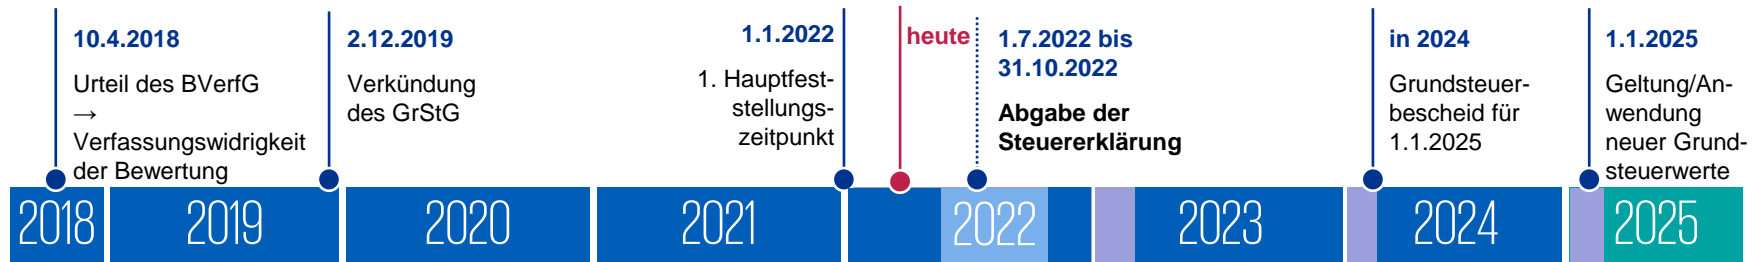 10.4.2018
Urteil des BVerfG
→
Verfassungswidrigkeit
der Bewertung
2.12.2019
Verkündung
des GrStG
1.1.2022
1. Hauptfest-
stellungs-
zeitpunkt
heute
1.7.2022 bis
31.10.2022
Abgabe der
Steuererklärung
in 2024
Grundsteuer-
bescheid für
1.1.2025
1.1.2025
Geltung/An-
wendung
neuer Grund-
steuerwerte
2018
2019
2020
2021
2022
2023
2024
2025